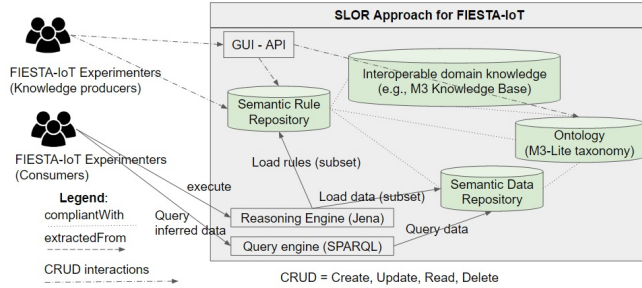 SLOR Approach for FIESTA-IoT
GUI - API
FIESTA-IoT Experimenters
(Knowledge producers)
Interoperable domain knowledge
(e.g., M3 Knowledge Base)
Semantic Rule
Repository
Ontology
(M3-Lite taxonomy)
FIESTA-IoT Experimenters
(Consumers)
Load rules (subset)
Semantic Data
Repository
Legend:
compliantWith
extractedFrom
CRUD interactions
execute
Load data (subset)
Query
inferred data
Reasoning Engine (Jena)
Query engine (SPARQL)
Query data
CRUD = Create, Update, Read, Delete